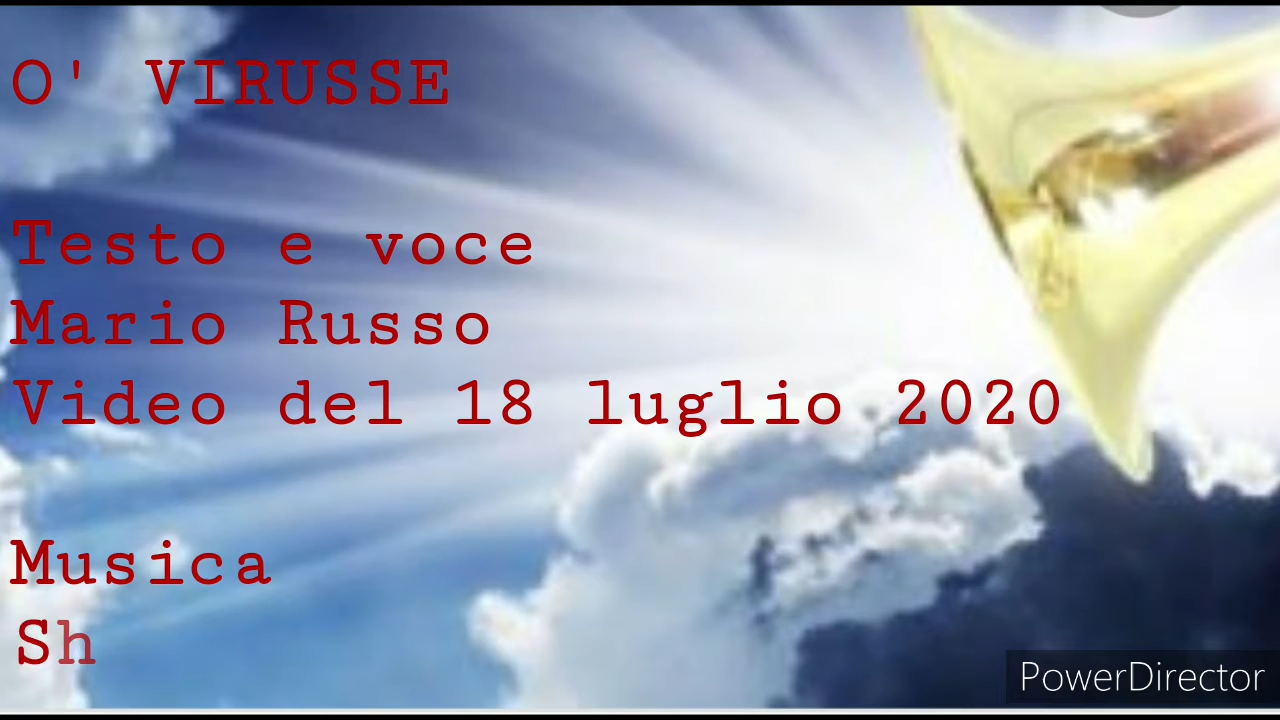 O' VIRUSSE
Testo e voce
Mario Russo
Video del 18 luglio 2020
Musica
Sh
PowerDirector